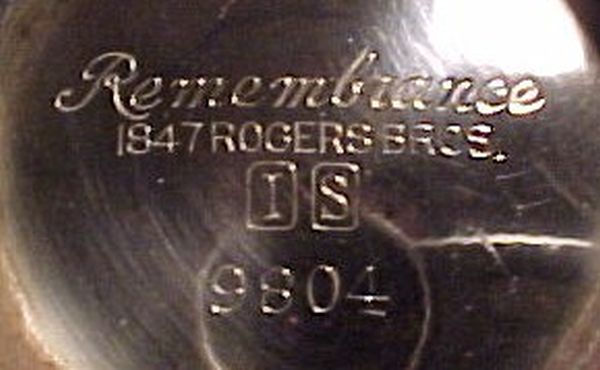 Remembrance
1847 ROGERS BROS.
I S
9804